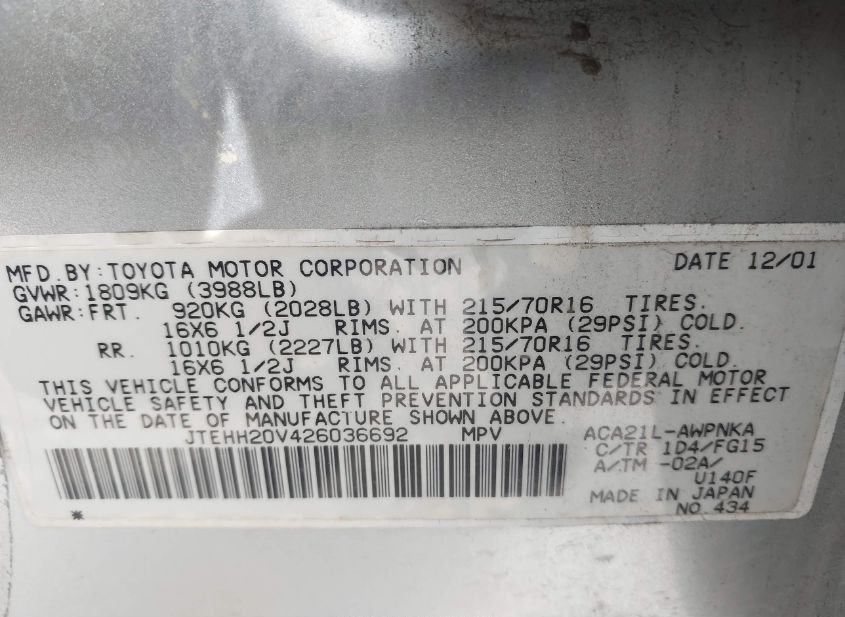 MFD.BY:TOYOTA MOTOR CORPORATION DATE 12/01
GVWR:1809KG (3988LB)
GAWR:FRT. 920KG (2028LB) WITH 215/70R16 TIRES.
16X6 1/2J RIMS. AT 200KPA (29PSI) COLD.
RR. 1010KG (2227LB) WITH 215/70R16 TIRES.
16X6 1/2J RIMS. AT 200KPA (29PSI) COLD.
THIS VEHICLE CONFORMS TO ALL APPLICABLE FEDERAL MOTOR
VEHICLE SAFETY AND THEFT PREVENTION STANDARDS IN EFFECT
ON THE DATE OF MANUFACTURE SHOWN ABOVE.
JTEHH20V426036692 MPV ACA21L-AWPNKA
C/TR 1D4/FG15
A/TM -02A/
U140F
MADE IN JAPAN
* NO.434